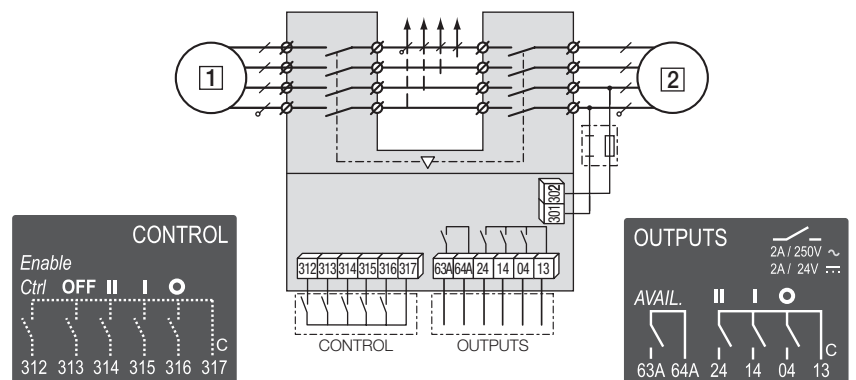 1
2
302
301
312 313 314 315 316 317
63A 64A 24 14 04 13
CONTROL
OUTPUTS
CONTROL
Enable
Ctrl OFF II I O
C
312 313 314 315 316 317
OUTPUTS
2A / 250V ~
2A / 24V ⎓
AVAIL. II I O
C
63A 64A 24 14 04 13